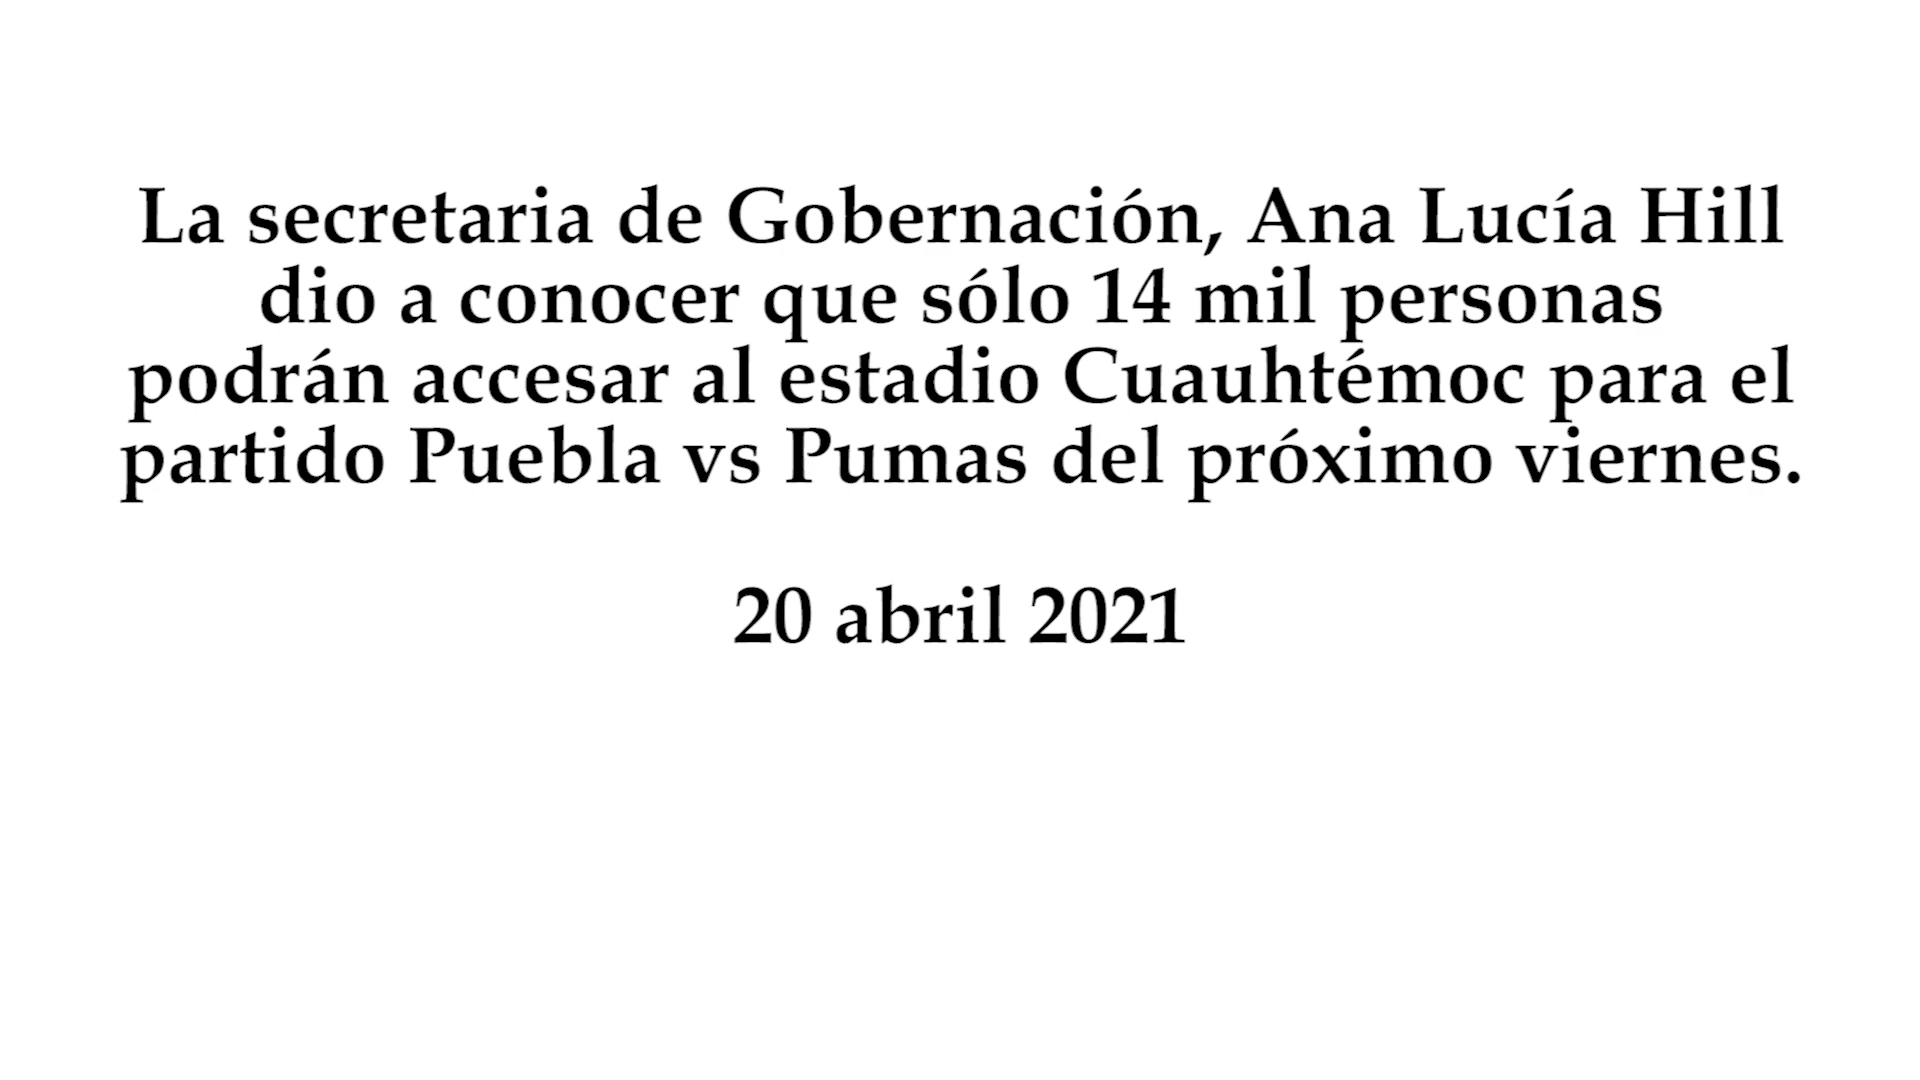 La secretaria de Gobernación, Ana Lucía Hill
dio a conocer que sólo 14 mil personas
podrán accesar al estadio Cuauhtémoc para el
partido Puebla vs Pumas del próximo viernes.
20 abril 2021